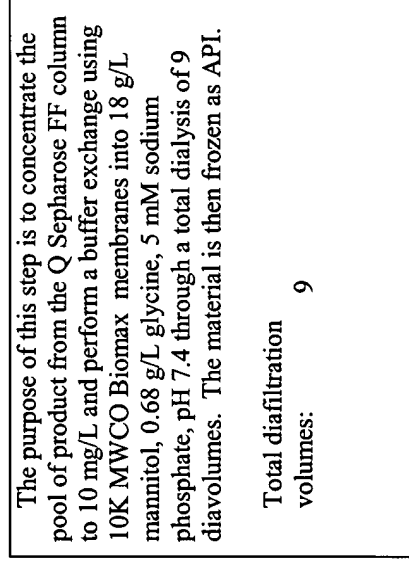 The purpose of this step is to concentrate the
pool of product from the Q Sepharose FF column
to 10 mg/L and perform a buffer exchange using
10K MWCO Biomax membranes into 18 g/L
mannitol, 0.68 g/L glycine, 5 mM sodium
phosphate, pH 7.4 through a total dialysis of 9
diavolumes. The material is then frozen as API.
Total diafiltration
volumes: 9